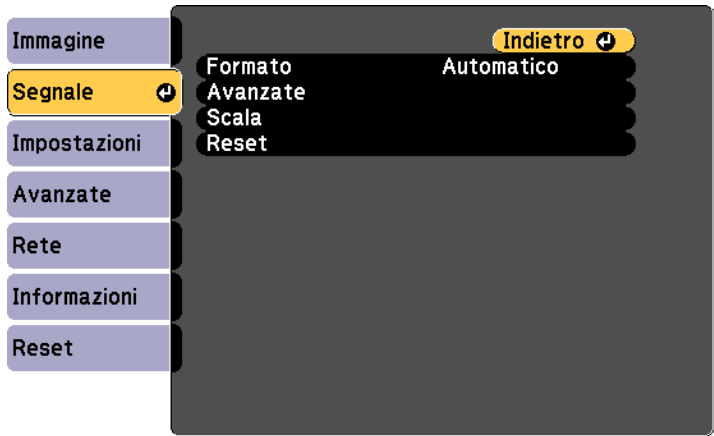 Immagine
Segnale
Impostazioni
Avanzate
Rete
Informazioni
Reset
Indietro
Formato Automatico
Avanzate
Scala
Reset